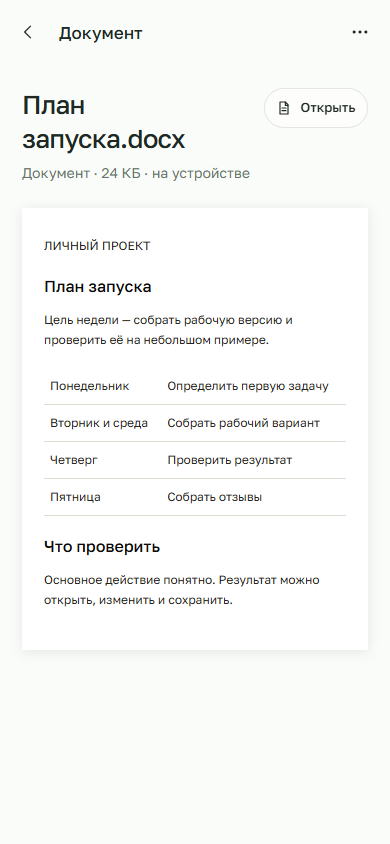 Документ
План
запуска.docx
Открыть
Документ · 24 КБ · на устройстве
ЛИЧНЫЙ ПРОЕКТ
План запуска
Цель недели — собрать рабочую версию и
проверить её на небольшом примере.
Понедельник Определить первую задачу
Вторник и среда Собрать рабочий вариант
Четверг Проверить результат
Пятница Собрать отзывы
Что проверить
Основное действие понятно. Результат можно
открыть, изменить и сохранить.